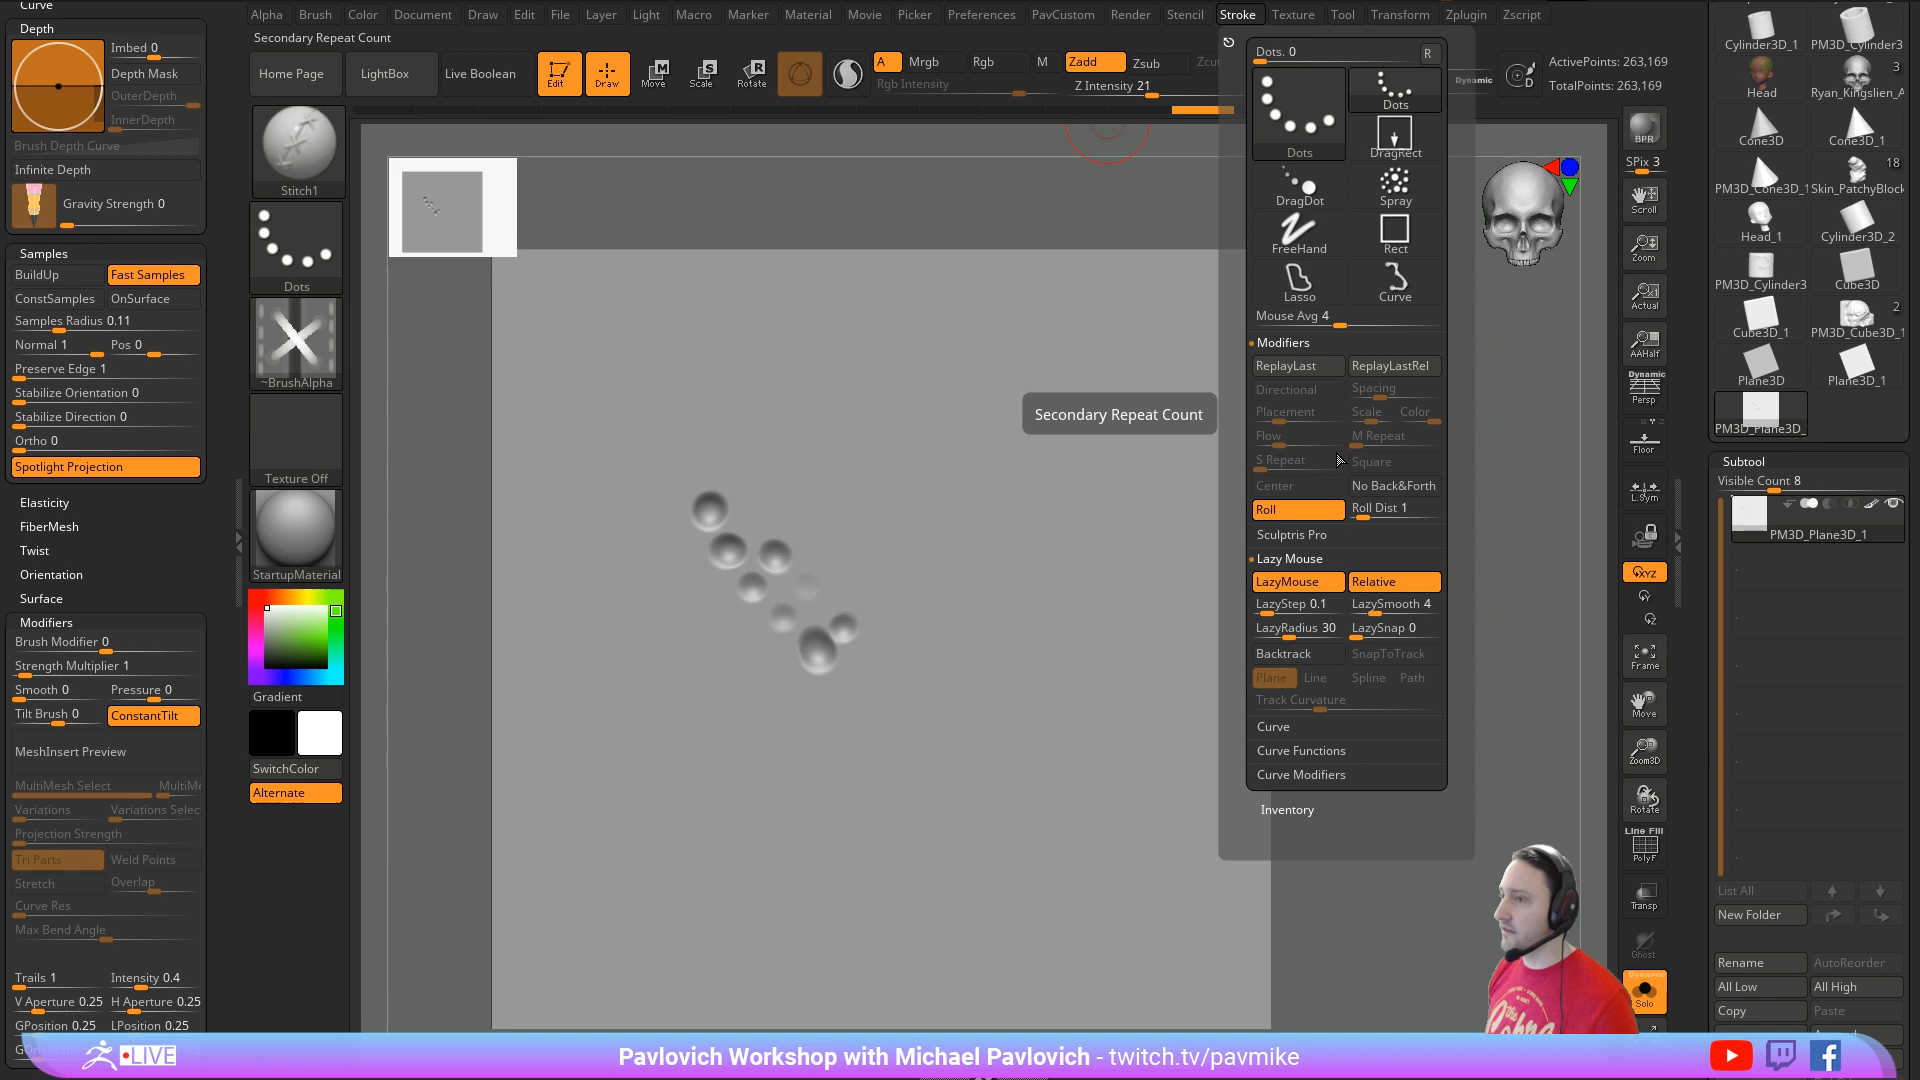 Curve
Depth
Imbed 0
Depth Mask
OuterDepth
InnerDepth
Brush Depth Curve
Infinite Depth
Gravity Strength 0
Samples
BuildUp Fast Samples
ConstSamples OnSurface
Samples Radius 0.11
Normal 1 Pos 0
Preserve Edge 1
Stabilize Orientation 0
Stabilize Direction 0
Ortho 0
Spotlight Projection
Elasticity
FiberMesh
Twist
Orientation
Surface
Modifiers
Brush Modifier 0
Strength Multiplier 1
Smooth 0 Pressure 0
Tilt Brush 0 ConstantTilt
MeshInsert Preview
MultiMesh Select MultiMe
Variations Variations Selec
Projection Strength
Tri Parts Weld Points
Stretch Overlap
Curve Res
Max Bend Angle
Trails 1 Intensity 0.4
V Aperture 0.25 H Aperture 0.25
GPosition 0.25 LPosition 0.25
Alpha Brush Color Document Draw Edit File Layer Light Macro Marker Material Movie Picker Preferences PavCustom Render Stencil Stroke Texture Tool Transform Zplugin Zscript
Secondary Repeat Count
Home Page LightBox Live Boolean
Edit Draw Move Scale Rotate
A Mrgb Rgb M Zadd Zsub Zcut
Rgb Intensity Z Intensity 21
Dynamic
ActivePoints: 263,169
TotalPoints: 263,169
Stitch1
Dots
~BrushAlpha
Texture Off
StartupMaterial
Gradient
SwitchColor
Alternate
Secondary Repeat Count
Dots. 0 R
Dots
Dots DragRect
DragDot Spray
FreeHand Rect
Lasso Curve
Mouse Avg 4
Modifiers
ReplayLast ReplayLastRel
Directional Spacing
Placement Scale Color
Flow M Repeat
S Repeat Square
Center No Back&Forth
Roll Roll Dist 1
Sculptris Pro
Lazy Mouse
LazyMouse Relative
LazyStep 0.1 LazySmooth 4
LazyRadius 30 LazySnap 0
Backtrack SnapToTrack
Plane Line Spline Path
Track Curvature
Curve
Curve Functions
Curve Modifiers
Inventory
BPR
SPix 3
Scroll
Zoom
Actual
AAHalf
Dynamic
Persp
Floor
L.Sym
XYZ
Frame
Move
Zoom3D
Rotate
Line Fill
PolyF
Transp
Ghost
Dynamic
Solo
Cylinder3D_1 PM3D_Cylinder3
3
Head Ryan_Kingslien_A
Cone3D Cone3D_1
18
PM3D_Cone3D_1 Skin_PatchyBlock
Head_1 Cylinder3D_2
PM3D_Cylinder3 Cube3D
2
Cube3D_1 PM3D_Cube3D_1
Plane3D Plane3D_1
PM3D_Plane3D_
Subtool
Visible Count 8
PM3D_Plane3D_1
List All
New Folder
Rename AutoReorder
All Low All High
Copy Paste
LIVE
Pavlovich Workshop with Michael Pavlovich - twitch.tv/pavmike